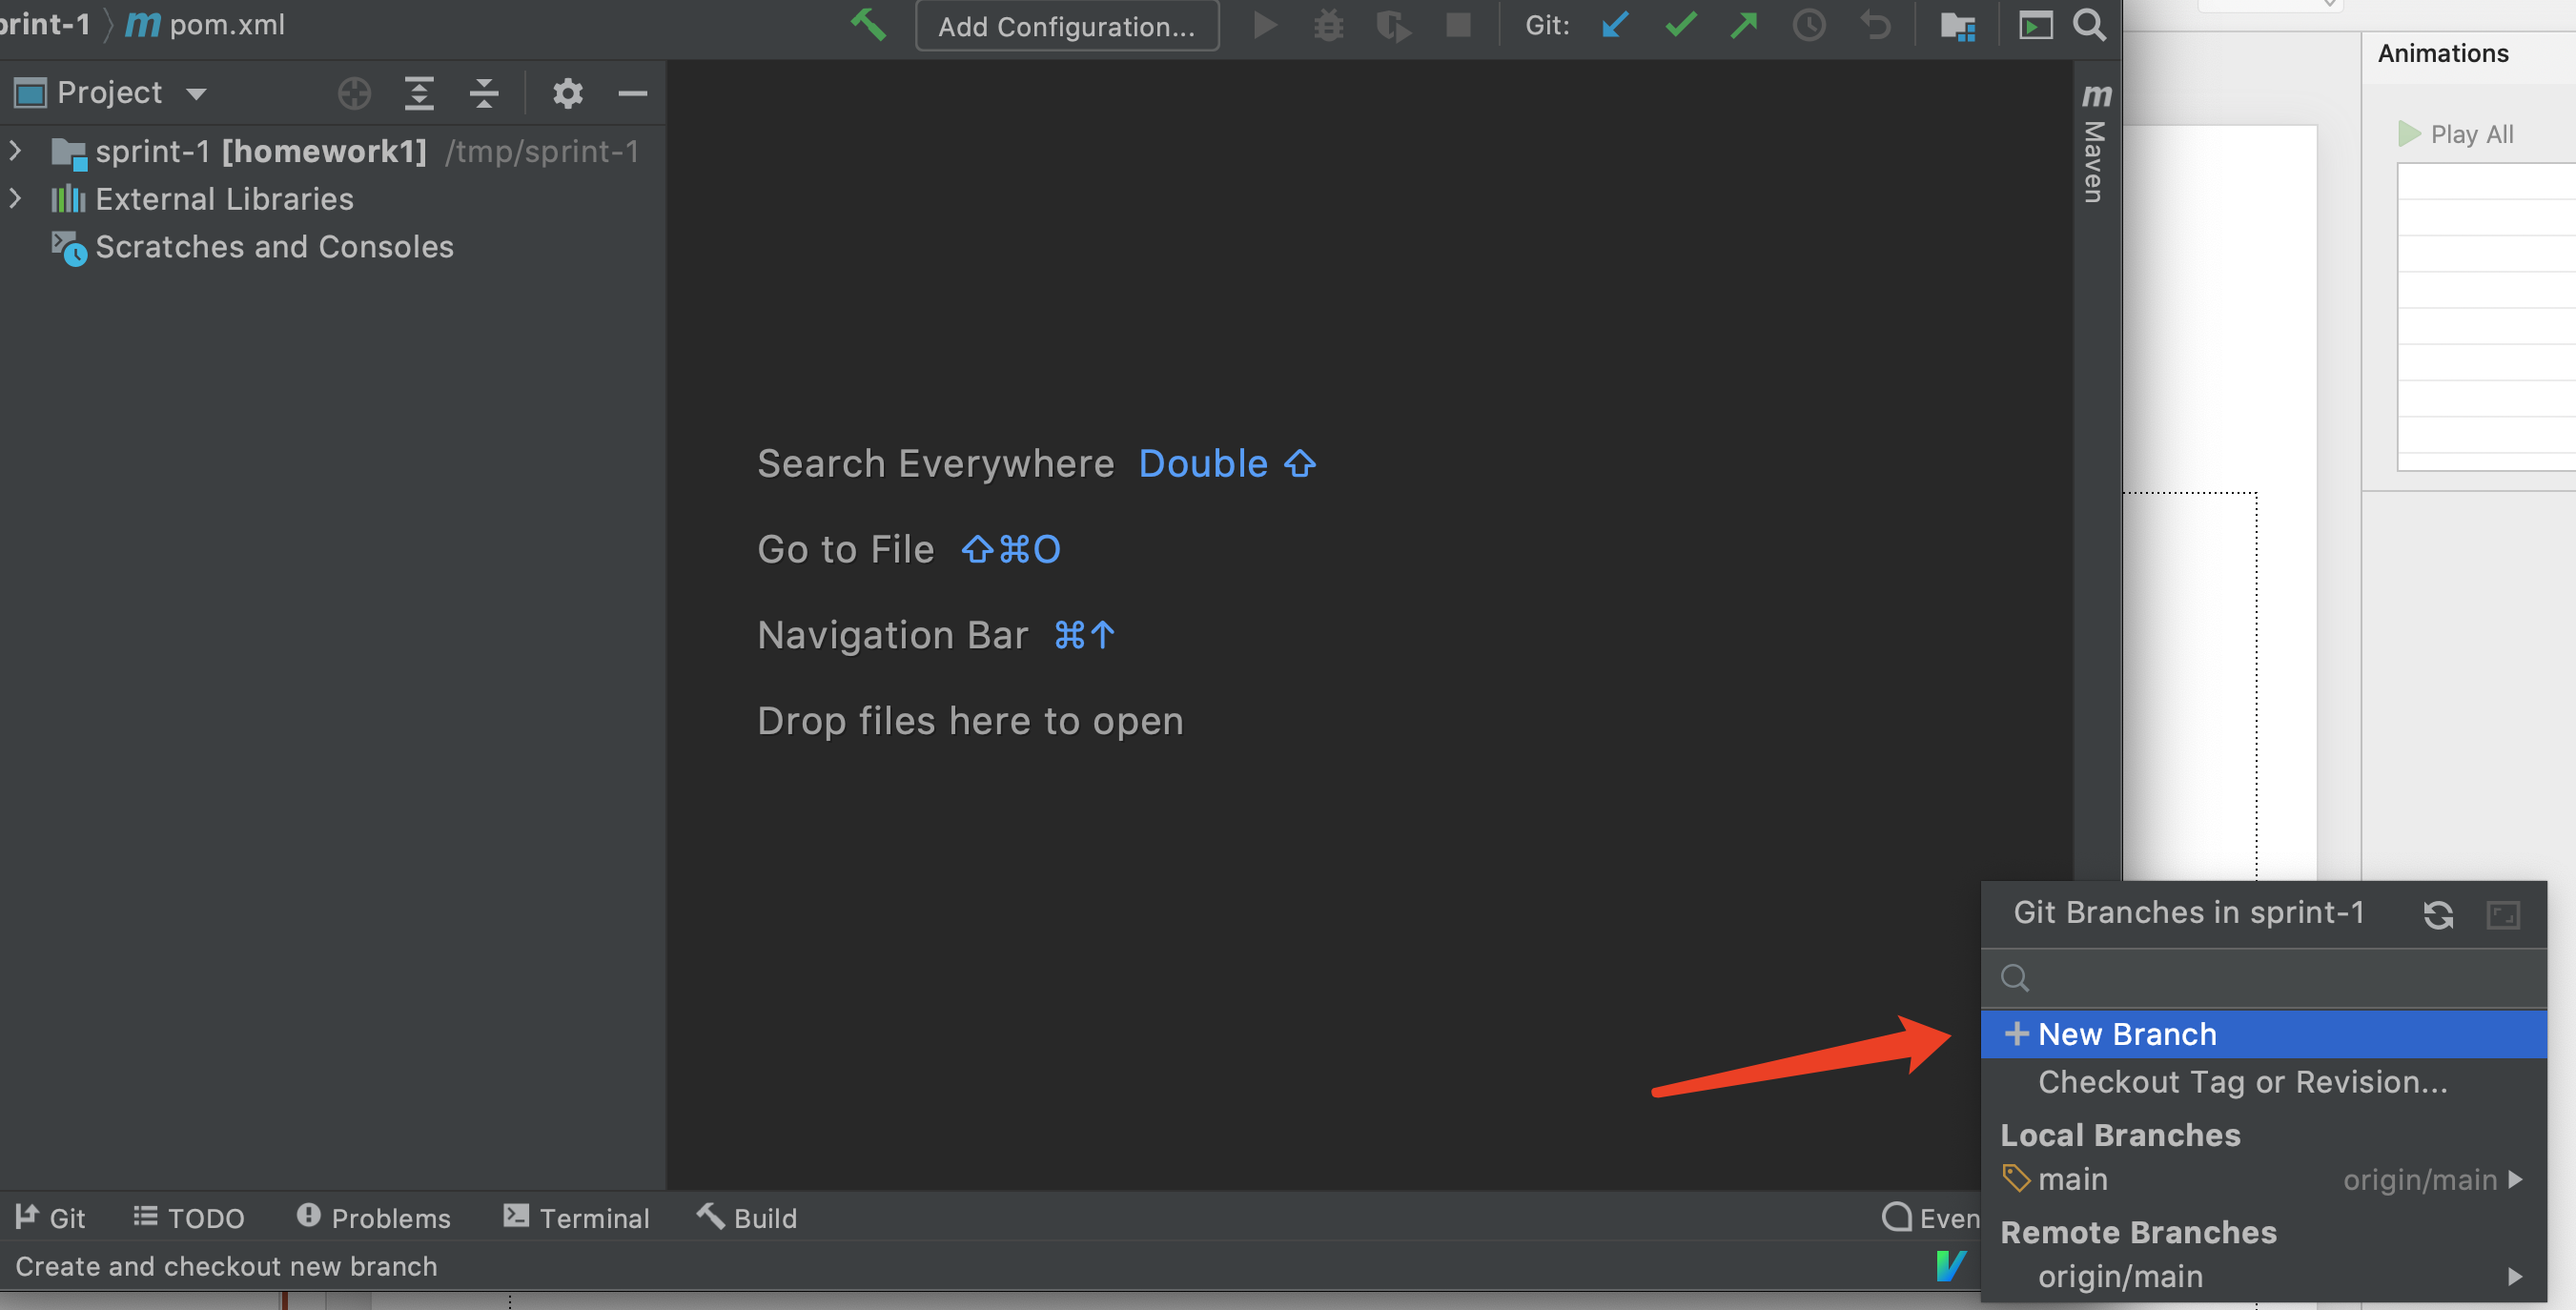 print-1 〉 m pom.xml
Add Configuration...
Git:
Animations
Project
m Maven
Play All
sprint-1 [homework1] /tmp/sprint-1
External Libraries
Scratches and Consoles
Search Everywhere Double ⇧
Go to File ⇧⌘O
Navigation Bar ⌘↑
Drop files here to open
Git Branches in sprint-1
+ New Branch
Checkout Tag or Revision...
Local Branches
main origin/main
Remote Branches
origin/main
Git TODO Problems Terminal Build Even
Create and checkout new branch